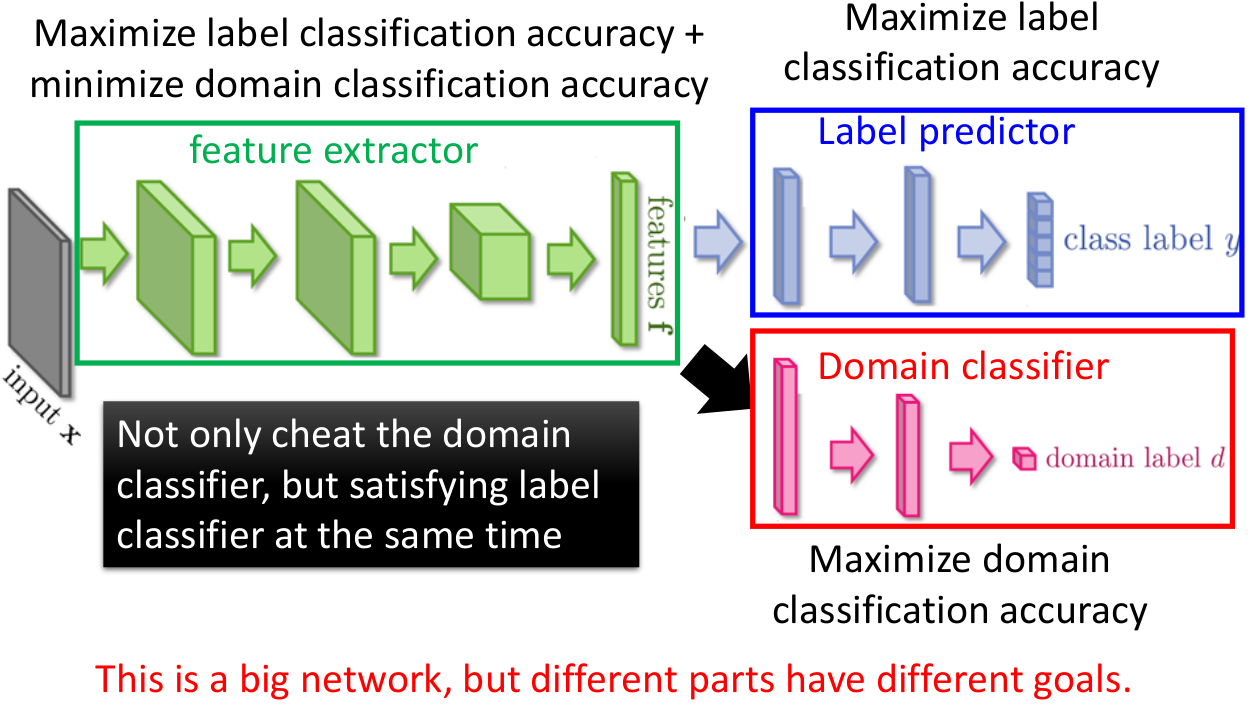 Maximize label classification accuracy +
minimize domain classification accuracy
Maximize label
classification accuracy
feature extractor
features f
input x
Label predictor
class label y
Domain classifier
domain label d
Not only cheat the domain
classifier, but satisfying label
classifier at the same time
Maximize domain
classification accuracy
This is a big network, but different parts have different goals.